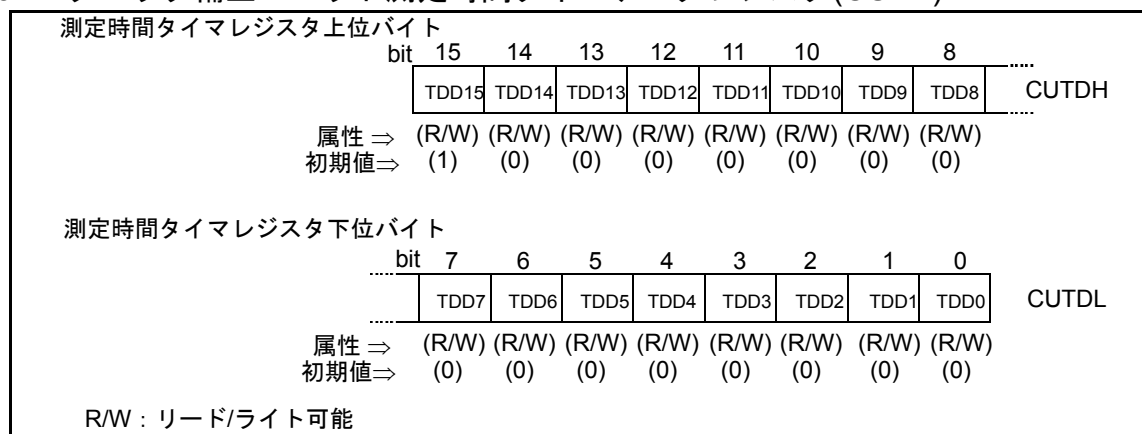 測定時間タイマレジスタ上位バイト
bit 15 14 13 12 11 10 9 8
TDD15 TDD14 TDD13 TDD12 TDD11 TDD10 TDD9 TDD8 CUTDH
属性⇒ (R/W) (R/W) (R/W) (R/W) (R/W) (R/W) (R/W) (R/W)
初期値⇒ (1) (0) (0) (0) (0) (0) (0) (0)
測定時間タイマレジスタ下位バイト
bit 7 6 5 4 3 2 1 0
TDD7 TDD6 TDD5 TDD4 TDD3 TDD2 TDD1 TDD0 CUTDL
属性⇒ (R/W) (R/W) (R/W) (R/W) (R/W) (R/W) (R/W) (R/W)
初期値⇒ (0) (0) (0) (0) (0) (0) (0) (0)
R/W：リード/ライト可能